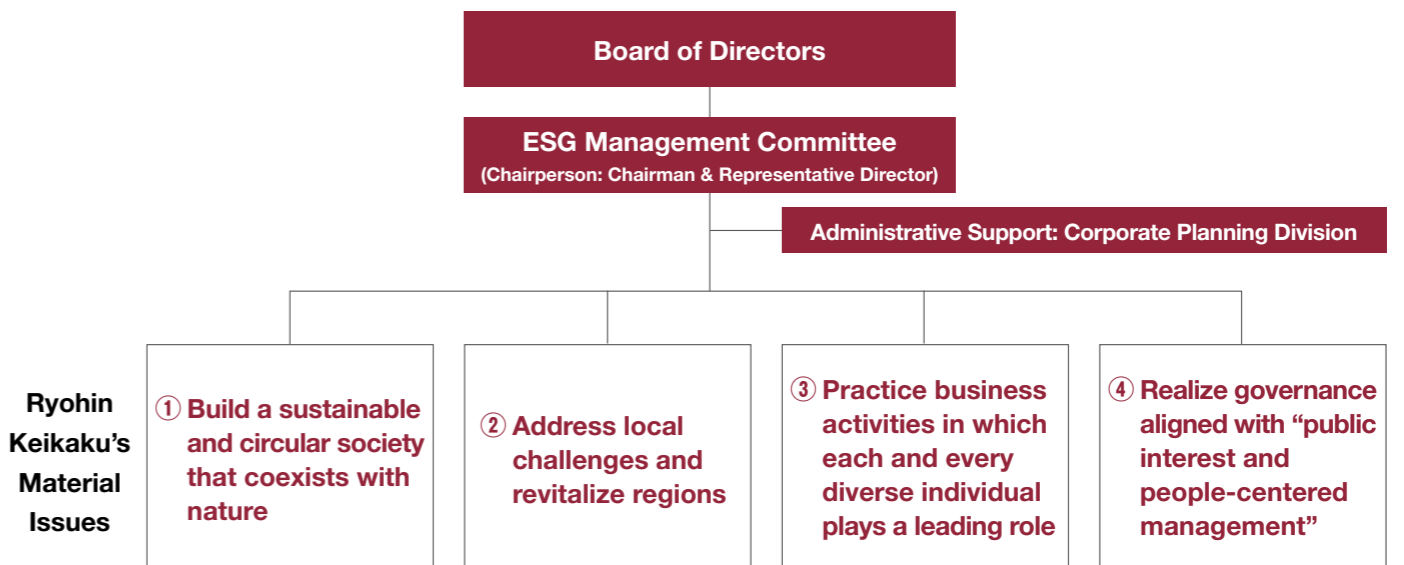 Board of Directors
ESG Management Committee
(Chairperson: Chairman & Representative Director)
Administrative Support: Corporate Planning Division
Ryohin
Keikaku’s
Material
Issues
① Build a sustainable
and circular society
that coexists with
nature
② Address local
challenges and
revitalize regions
③ Practice business
activities in which
each and every
diverse individual
plays a leading role
④ Realize governance
aligned with “public
interest and
people-centered
management”